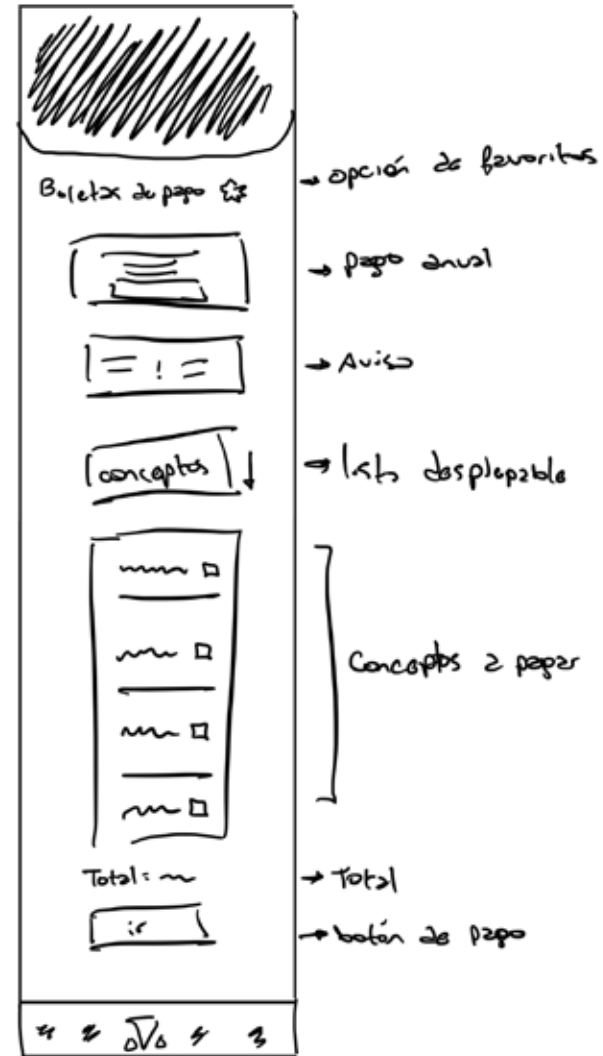 Boletas de pago
→ opción de favoritos
→ pago anual
= ! =
→ Aviso
conceptos ↓
→ lista desplegable
Conceptos a pagar
Total:
→ Total
ir
→ botón de pago